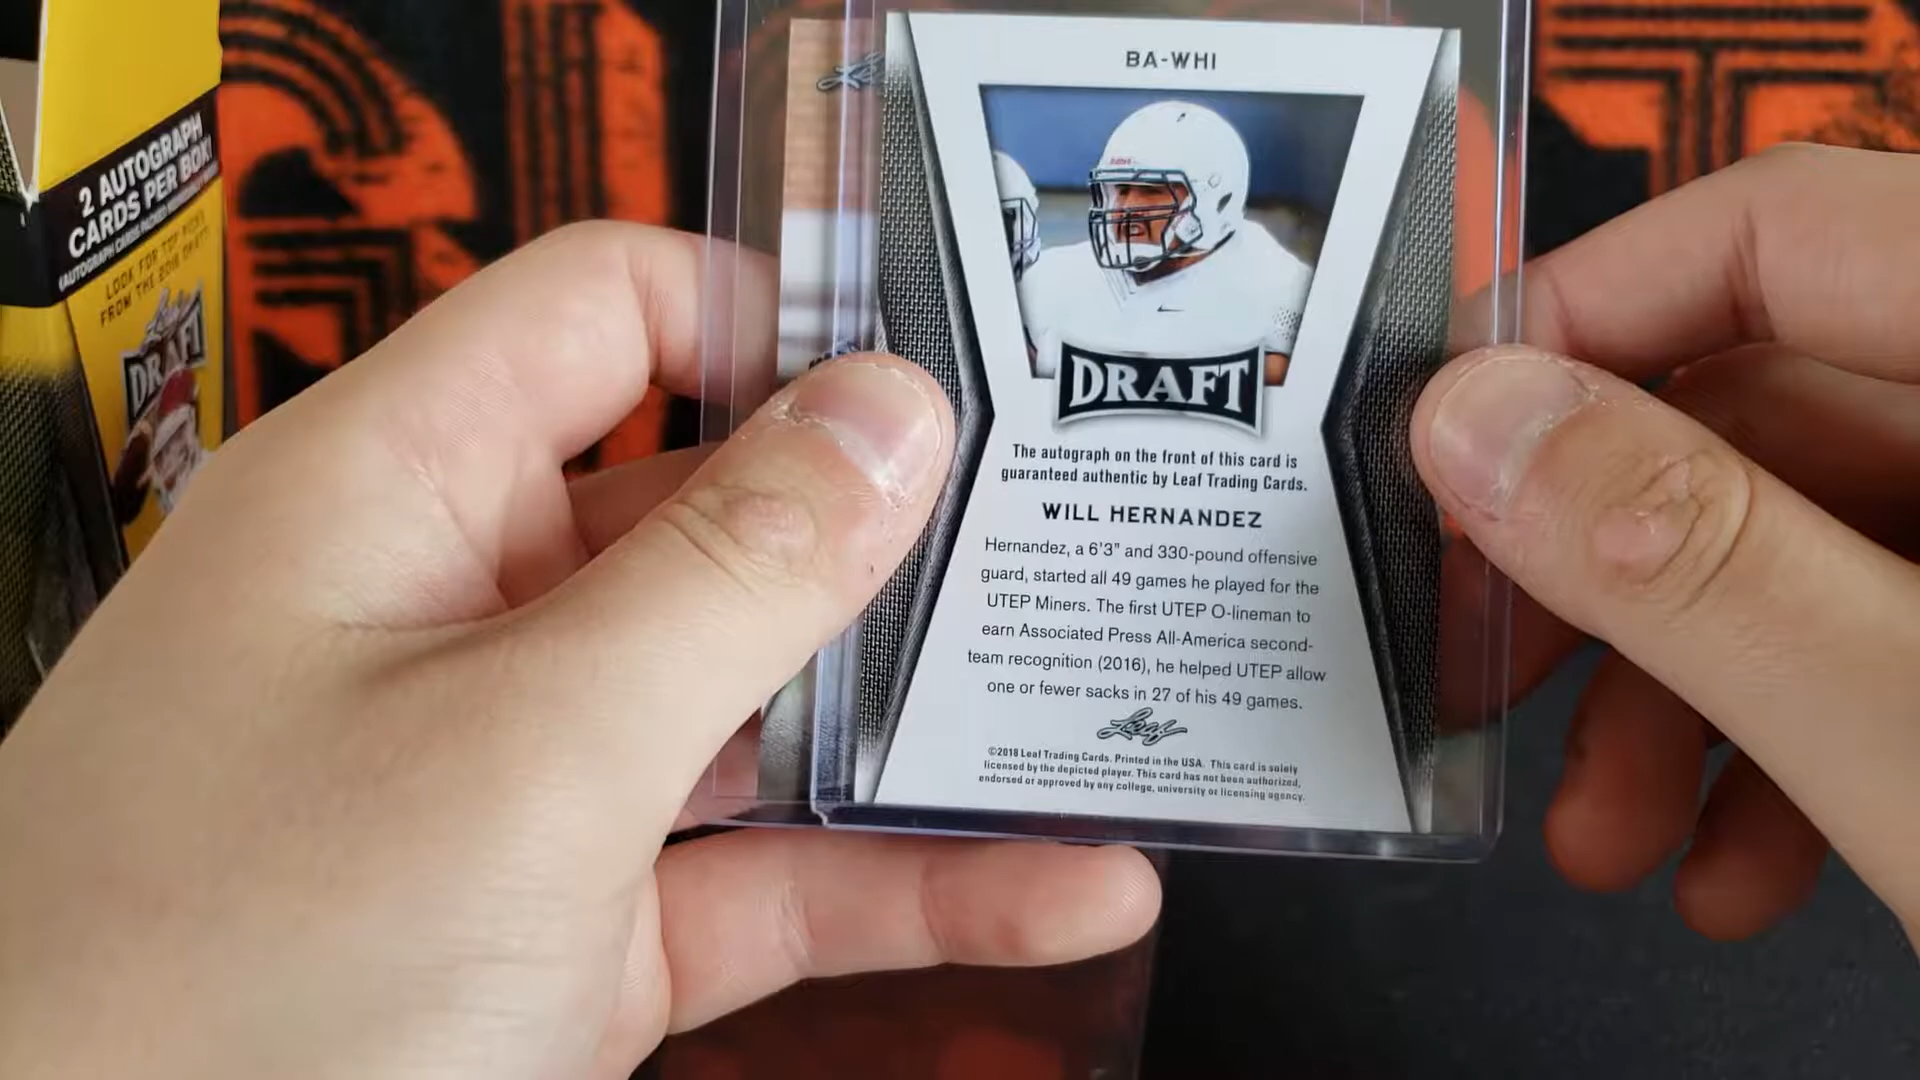 2 AUTOGRAPH
CARDS PER BOX!
LOOK FOR TOP PICKS
FROM THE 2018 DRAFT!
Leaf
DRAFT
BA-WHI
Riddell
DRAFT
The autograph on the front of this card is
guaranteed authentic by Leaf Trading Cards.
WILL HERNANDEZ
Hernandez, a 6'3" and 330-pound offensive
guard, started all 49 games he played for the
UTEP Miners. The first UTEP O-lineman to
earn Associated Press All-America second-
team recognition (2016), he helped UTEP allow
one or fewer sacks in 27 of his 49 games.
Leaf
©2018 Leaf Trading Cards. Printed in the USA. This card is solely
licensed by the depicted player. This card has not been authorized,
endorsed or approved by any college, university or licensing agency.